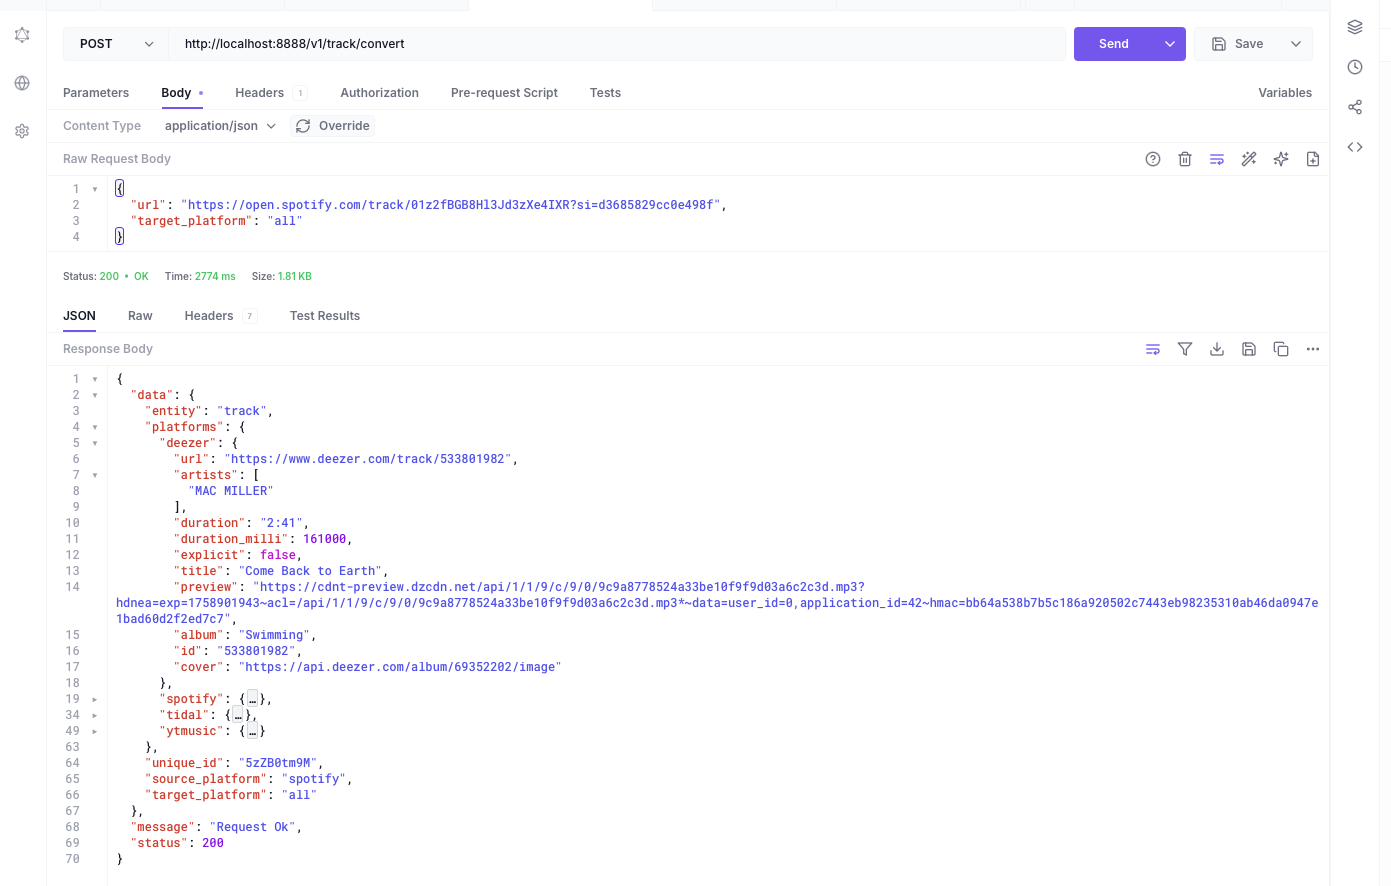 POST http://localhost:8888/v1/track/convert Send Save
Parameters Body Headers 1 Authorization Pre-request Script Tests Variables
Content Type application/json Override
Raw Request Body
1 {
2 "url": "https://open.spotify.com/track/01z2fBGB8Hl3Jd3zXe4IXR?si=d3685829cc0e498f",
3 "target_platform": "all"
4 }
Status: 200 • OK Time: 2774 ms Size: 1.81 KB
JSON Raw Headers 7 Test Results
Response Body
1 {
2 "data": {
3 "entity": "track",
4 "platforms": {
5 "deezer": {
6 "url": "https://www.deezer.com/track/533801982",
7 "artists": [
8 "MAC MILLER"
9 ],
10 "duration": "2:41",
11 "duration_milli": 161000,
12 "explicit": false,
13 "title": "Come Back to Earth",
14 "preview": "https://cdnt-preview.dzcdn.net/api/1/1/9/c/9/0/9c9a8778524a33be10f9f9d03a6c2c3d.mp3?
hdnea=exp=1758901943~acl=/api/1/1/9/c/9/0/9c9a8778524a33be10f9f9d03a6c2c3d.mp3*~data=user_id=0,application_id=42~hmac=bb64a538b7b5c186a920502c7443eb98235310ab46da0947e
1bad60d2f2ed7c7",
15 "album": "Swimming",
16 "id": "533801982",
17 "cover": "https://api.deezer.com/album/69352202/image"
18 },
19 "spotify": {…},
34 "tidal": {…},
49 "ytmusic": {…}
63 },
64 "unique_id": "5zZB0tm9M",
65 "source_platform": "spotify",
66 "target_platform": "all"
67 },
68 "message": "Request Ok",
69 "status": 200
70 }